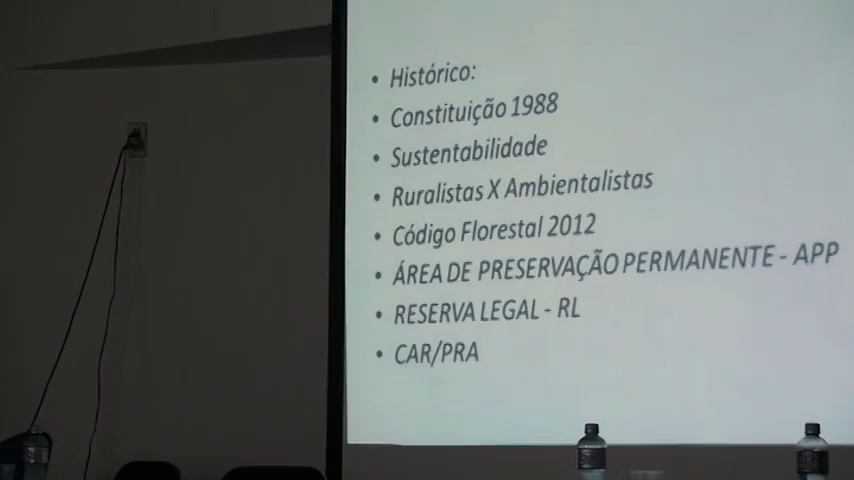 • Histórico:
• Constituição 1988
• Sustentabilidade
• Ruralistas X Ambientalistas
• Código Florestal 2012
• ÁREA DE PRESERVAÇÃO PERMANENTE - APP
• RESERVA LEGAL - RL
• CAR/PRA